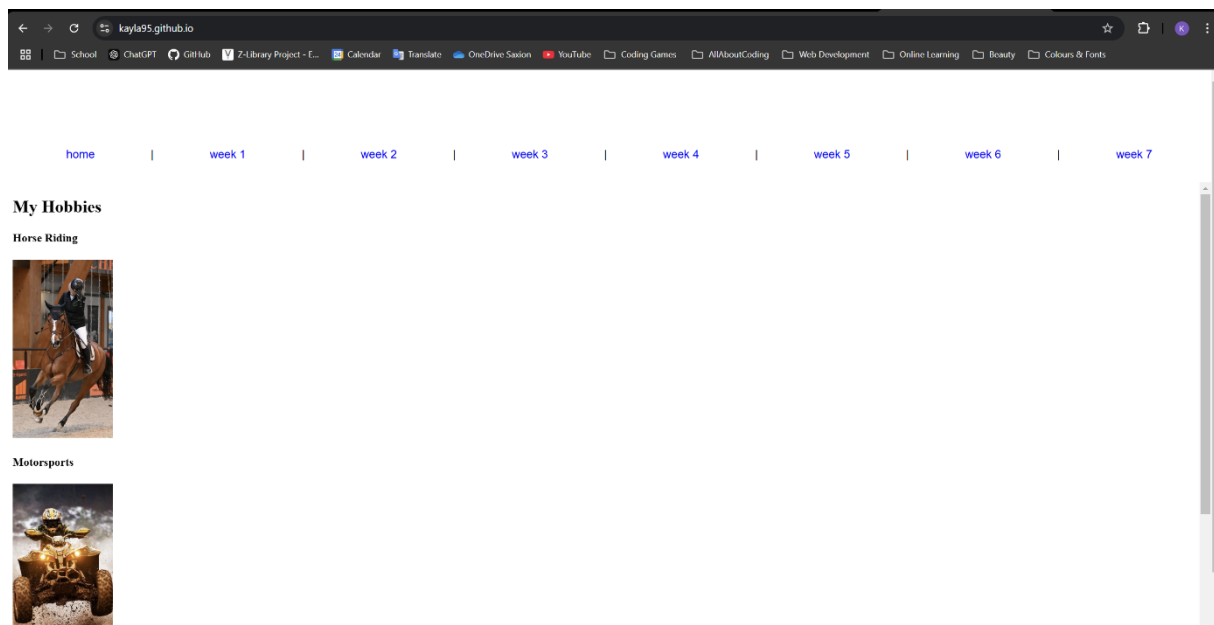 kayla95.github.io
School ChatGPT GitHub Z-Library Project - E... Calendar Translate OneDrive Saxion YouTube Coding Games AllAboutCoding Web Development Online Learning Beauty Colours & Fonts
home | week 1 | week 2 | week 3 | week 4 | week 5 | week 6 | week 7
My Hobbies
Horse Riding
Motorsports